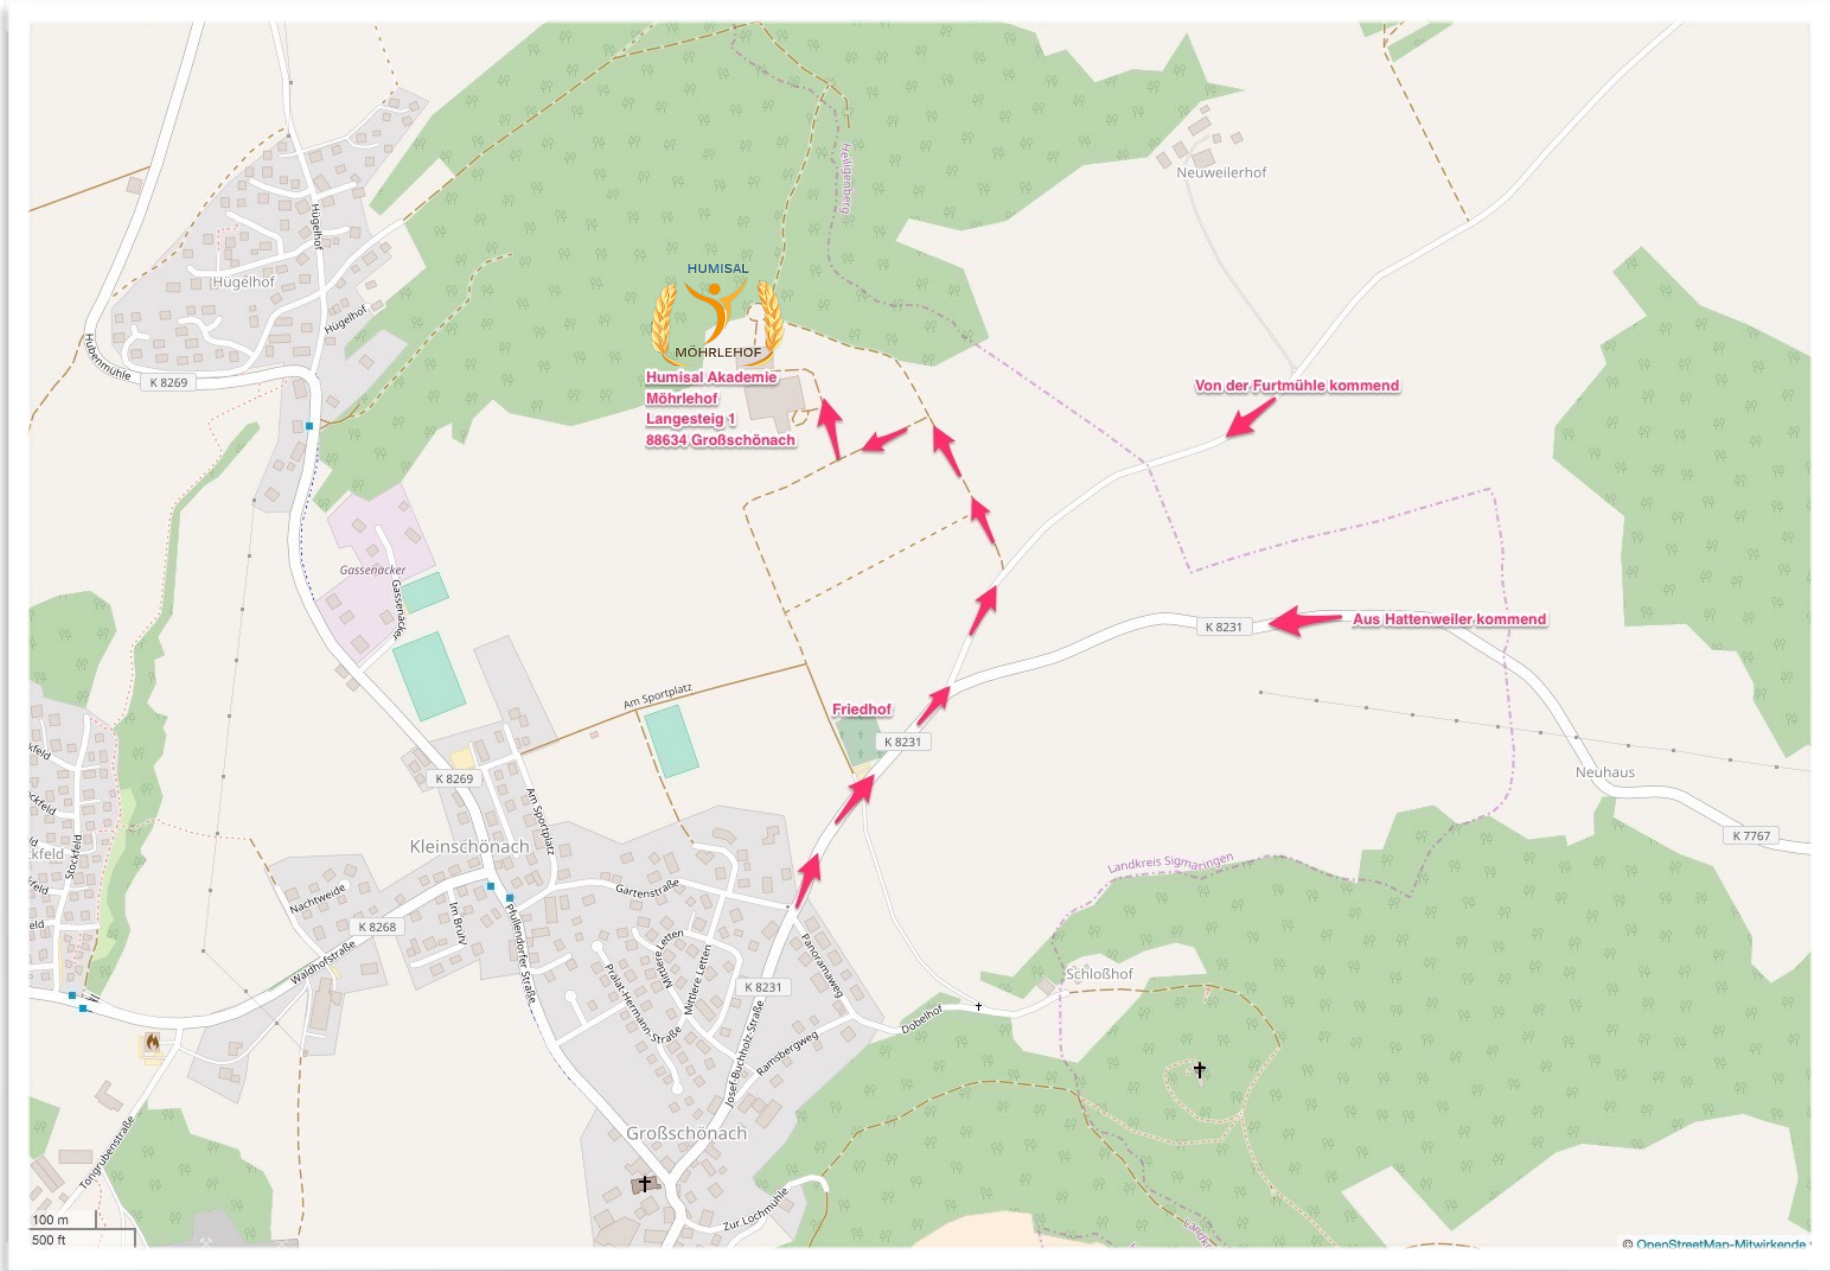 Heiligenberg
Neuweilerhof
Hügelhof
Hügelhof
Hügelhof
HUMISAL
MÖHRLEHOF
Hubenmühle
K 8269
Humisal Akademie
Möhrlehof
Langesteig 1
88634 Großschönach
Von der Furtmühle kommend
Gassenäcker
Gassenäcker
K 8231
Aus Hattenweiler kommend
Am Sportplatz
Friedhof
K 8231
K 8269
Neuhaus
K 7767
Am Sportplatz
Kleinschönach
Stockfeld
Landkreis Sigmaringen
Nachtweide
Gartenstraße
K 8268
Im Brühl
Pfullendorfer Straße
Waldhofstraße
Mittlere Letten
Mittlere Letten
Prälat-Hermann-Straße
Panoramaweg
K 8231
Schloßhof
Dobelhof
Josef-Buchholz-Straße
Ramsbergweg
Tongrubenstraße
Großschönach
Zur Lochmühle
100 m
500 ft
© OpenStreetMap-Mitwirkende